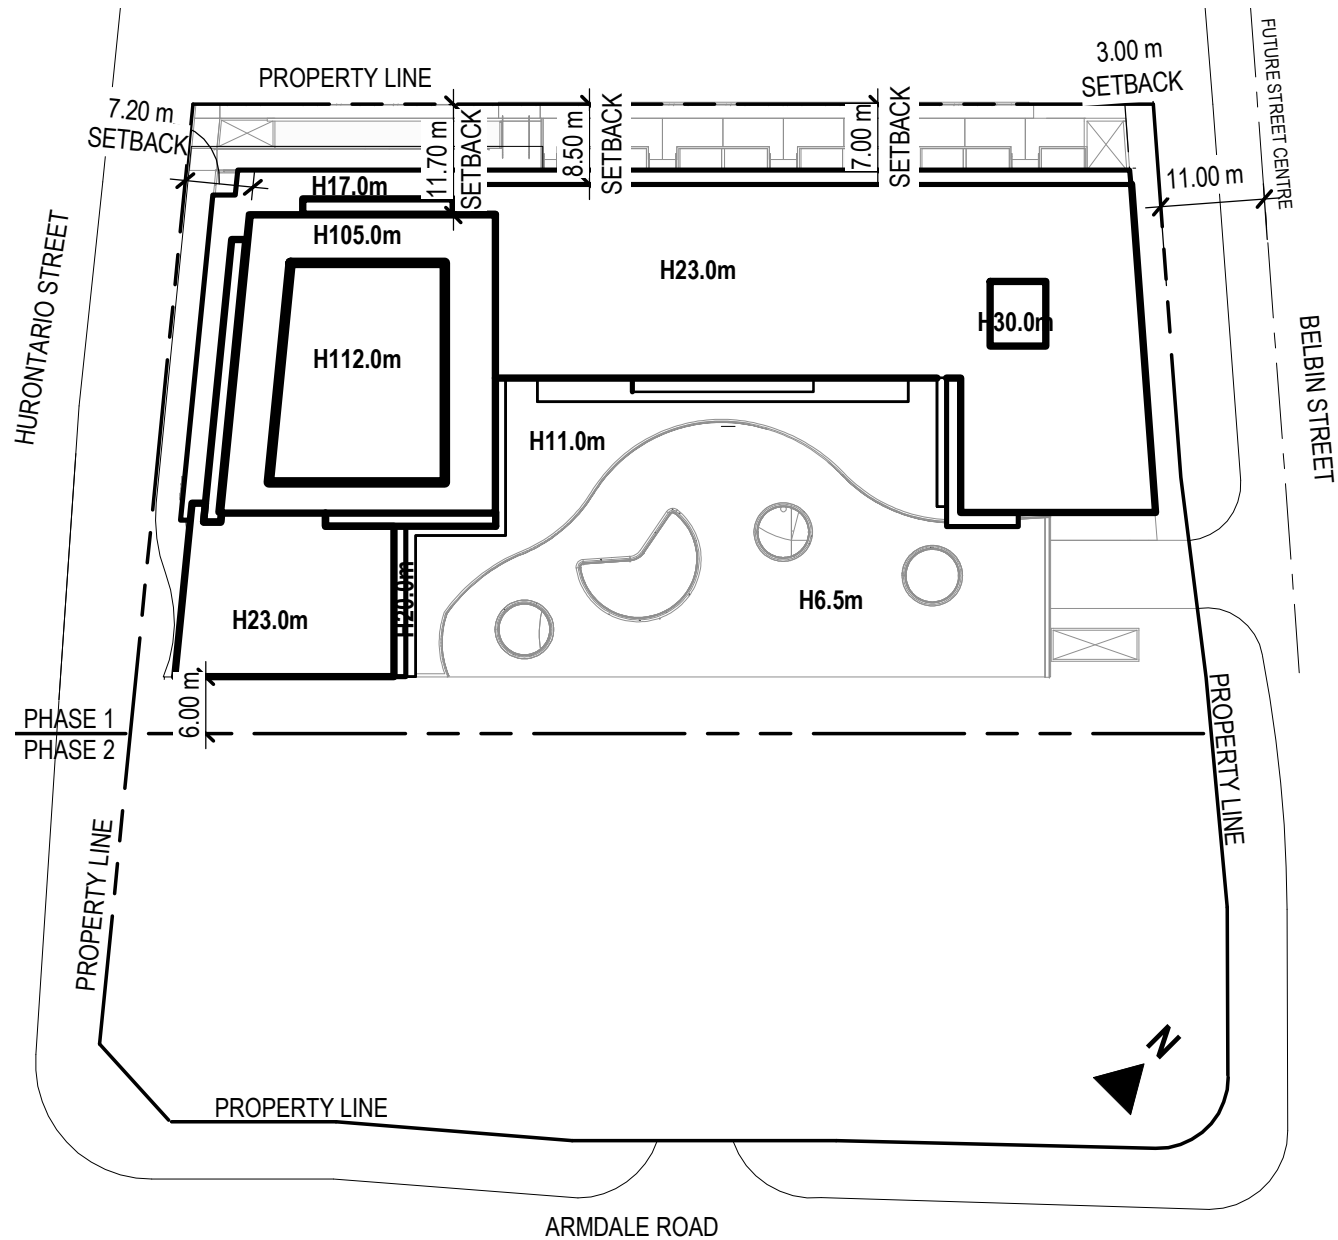 FUTURE STREET CENTRE
3.00 m
SETBACK
PROPERTY LINE
7.20 m
SETBACK
11.70 m
SETBACK
8.50 m
SETBACK
7.00 m
SETBACK
11.00 m
H17.0m
H105.0m
H23.0m
H30.0m
H112.0m
HURONTARIO STREET
BELBIN STREET
H11.0m
H6.5m
H23.0m
H20.0m
6.00 m
PHASE 1
PHASE 2
PROPERTY LINE
PROPERTY LINE
N
PROPERTY LINE
ARMDALE ROAD